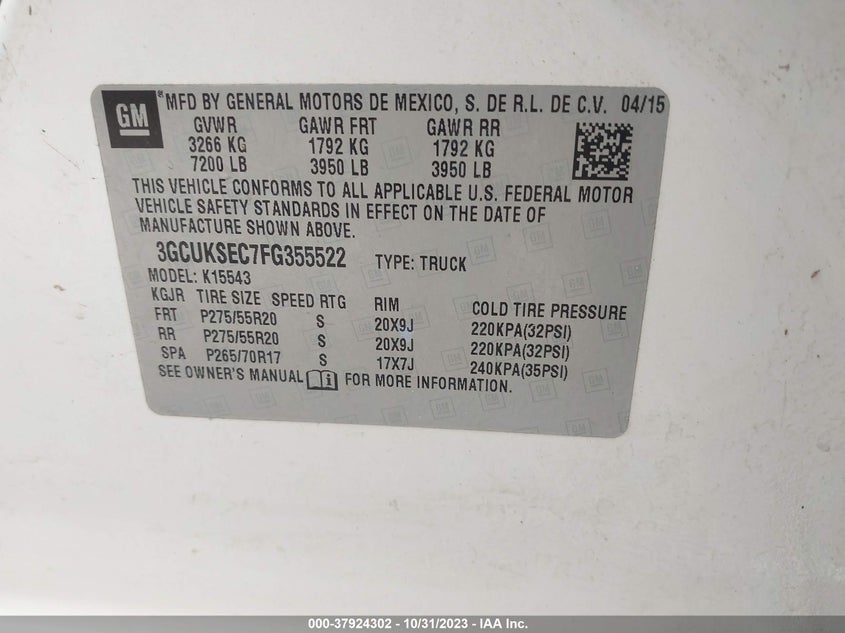 GM ® MFD BY GENERAL MOTORS DE MEXICO, S. DE R.L. DE C.V. 04/15
GVWR GAWR FRT GAWR RR
3266 KG 1792 KG 1792 KG
7200 LB 3950 LB 3950 LB
THIS VEHICLE CONFORMS TO ALL APPLICABLE U.S. FEDERAL MOTOR
VEHICLE SAFETY STANDARDS IN EFFECT ON THE DATE OF
MANUFACTURE SHOWN ABOVE.
3GCUKSEC7FG355522 TYPE: TRUCK
MODEL: K15543
KGJR TIRE SIZE SPEED RTG RIM COLD TIRE PRESSURE
FRT P275/55R20 S 20X9J 220KPA(32PSI)
RR P275/55R20 S 20X9J 220KPA(32PSI)
SPA P265/70R17 S 17X7J 240KPA(35PSI)
SEE OWNER'S MANUAL FOR MORE INFORMATION.
000-37924302 - 10/31/2023 - IAA Inc.